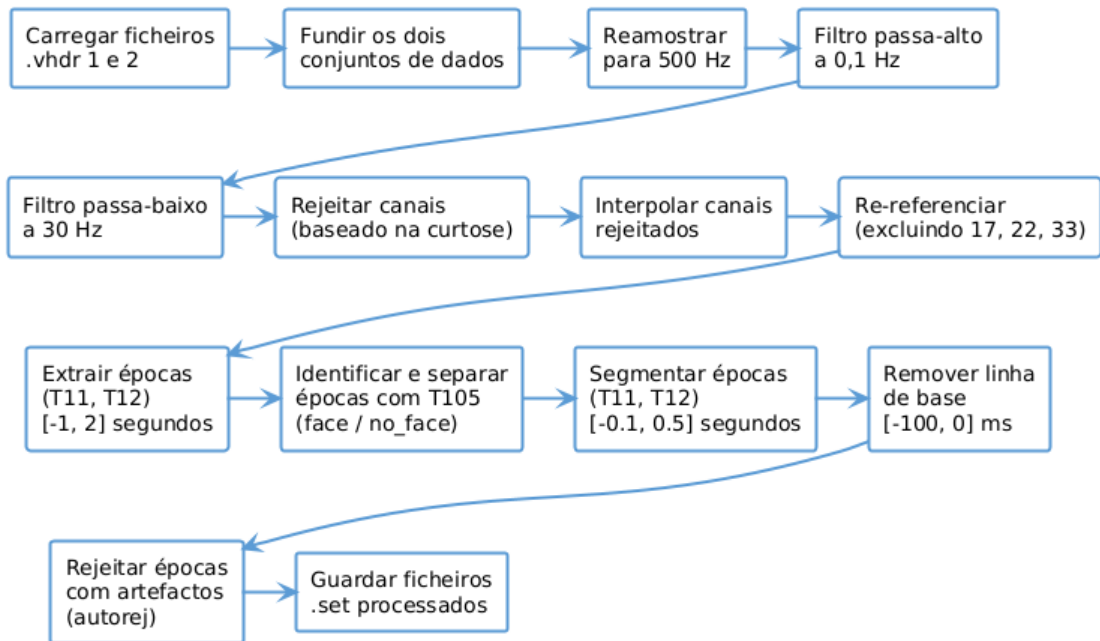 Carregar ficheiros
.vhdr 1 e 2
Fundir os dois
conjuntos de dados
Reamostrar
para 500 Hz
Filtro passa-alto
a 0,1 Hz
Filtro passa-baixo
a 30 Hz
Rejeitar canais
(baseado na curtose)
Interpolar canais
rejeitados
Re-referenciar
(excluindo 17, 22, 33)
Extrair épocas
(T11, T12)
[-1, 2] segundos
Identificar e separar
épocas com T105
(face / no_face)
Segmentar épocas
(T11, T12)
[-0.1, 0.5] segundos
Remover linha
de base
[-100, 0] ms
Rejeitar épocas
com artefactos
(autorej)
Guardar ficheiros
.set processados